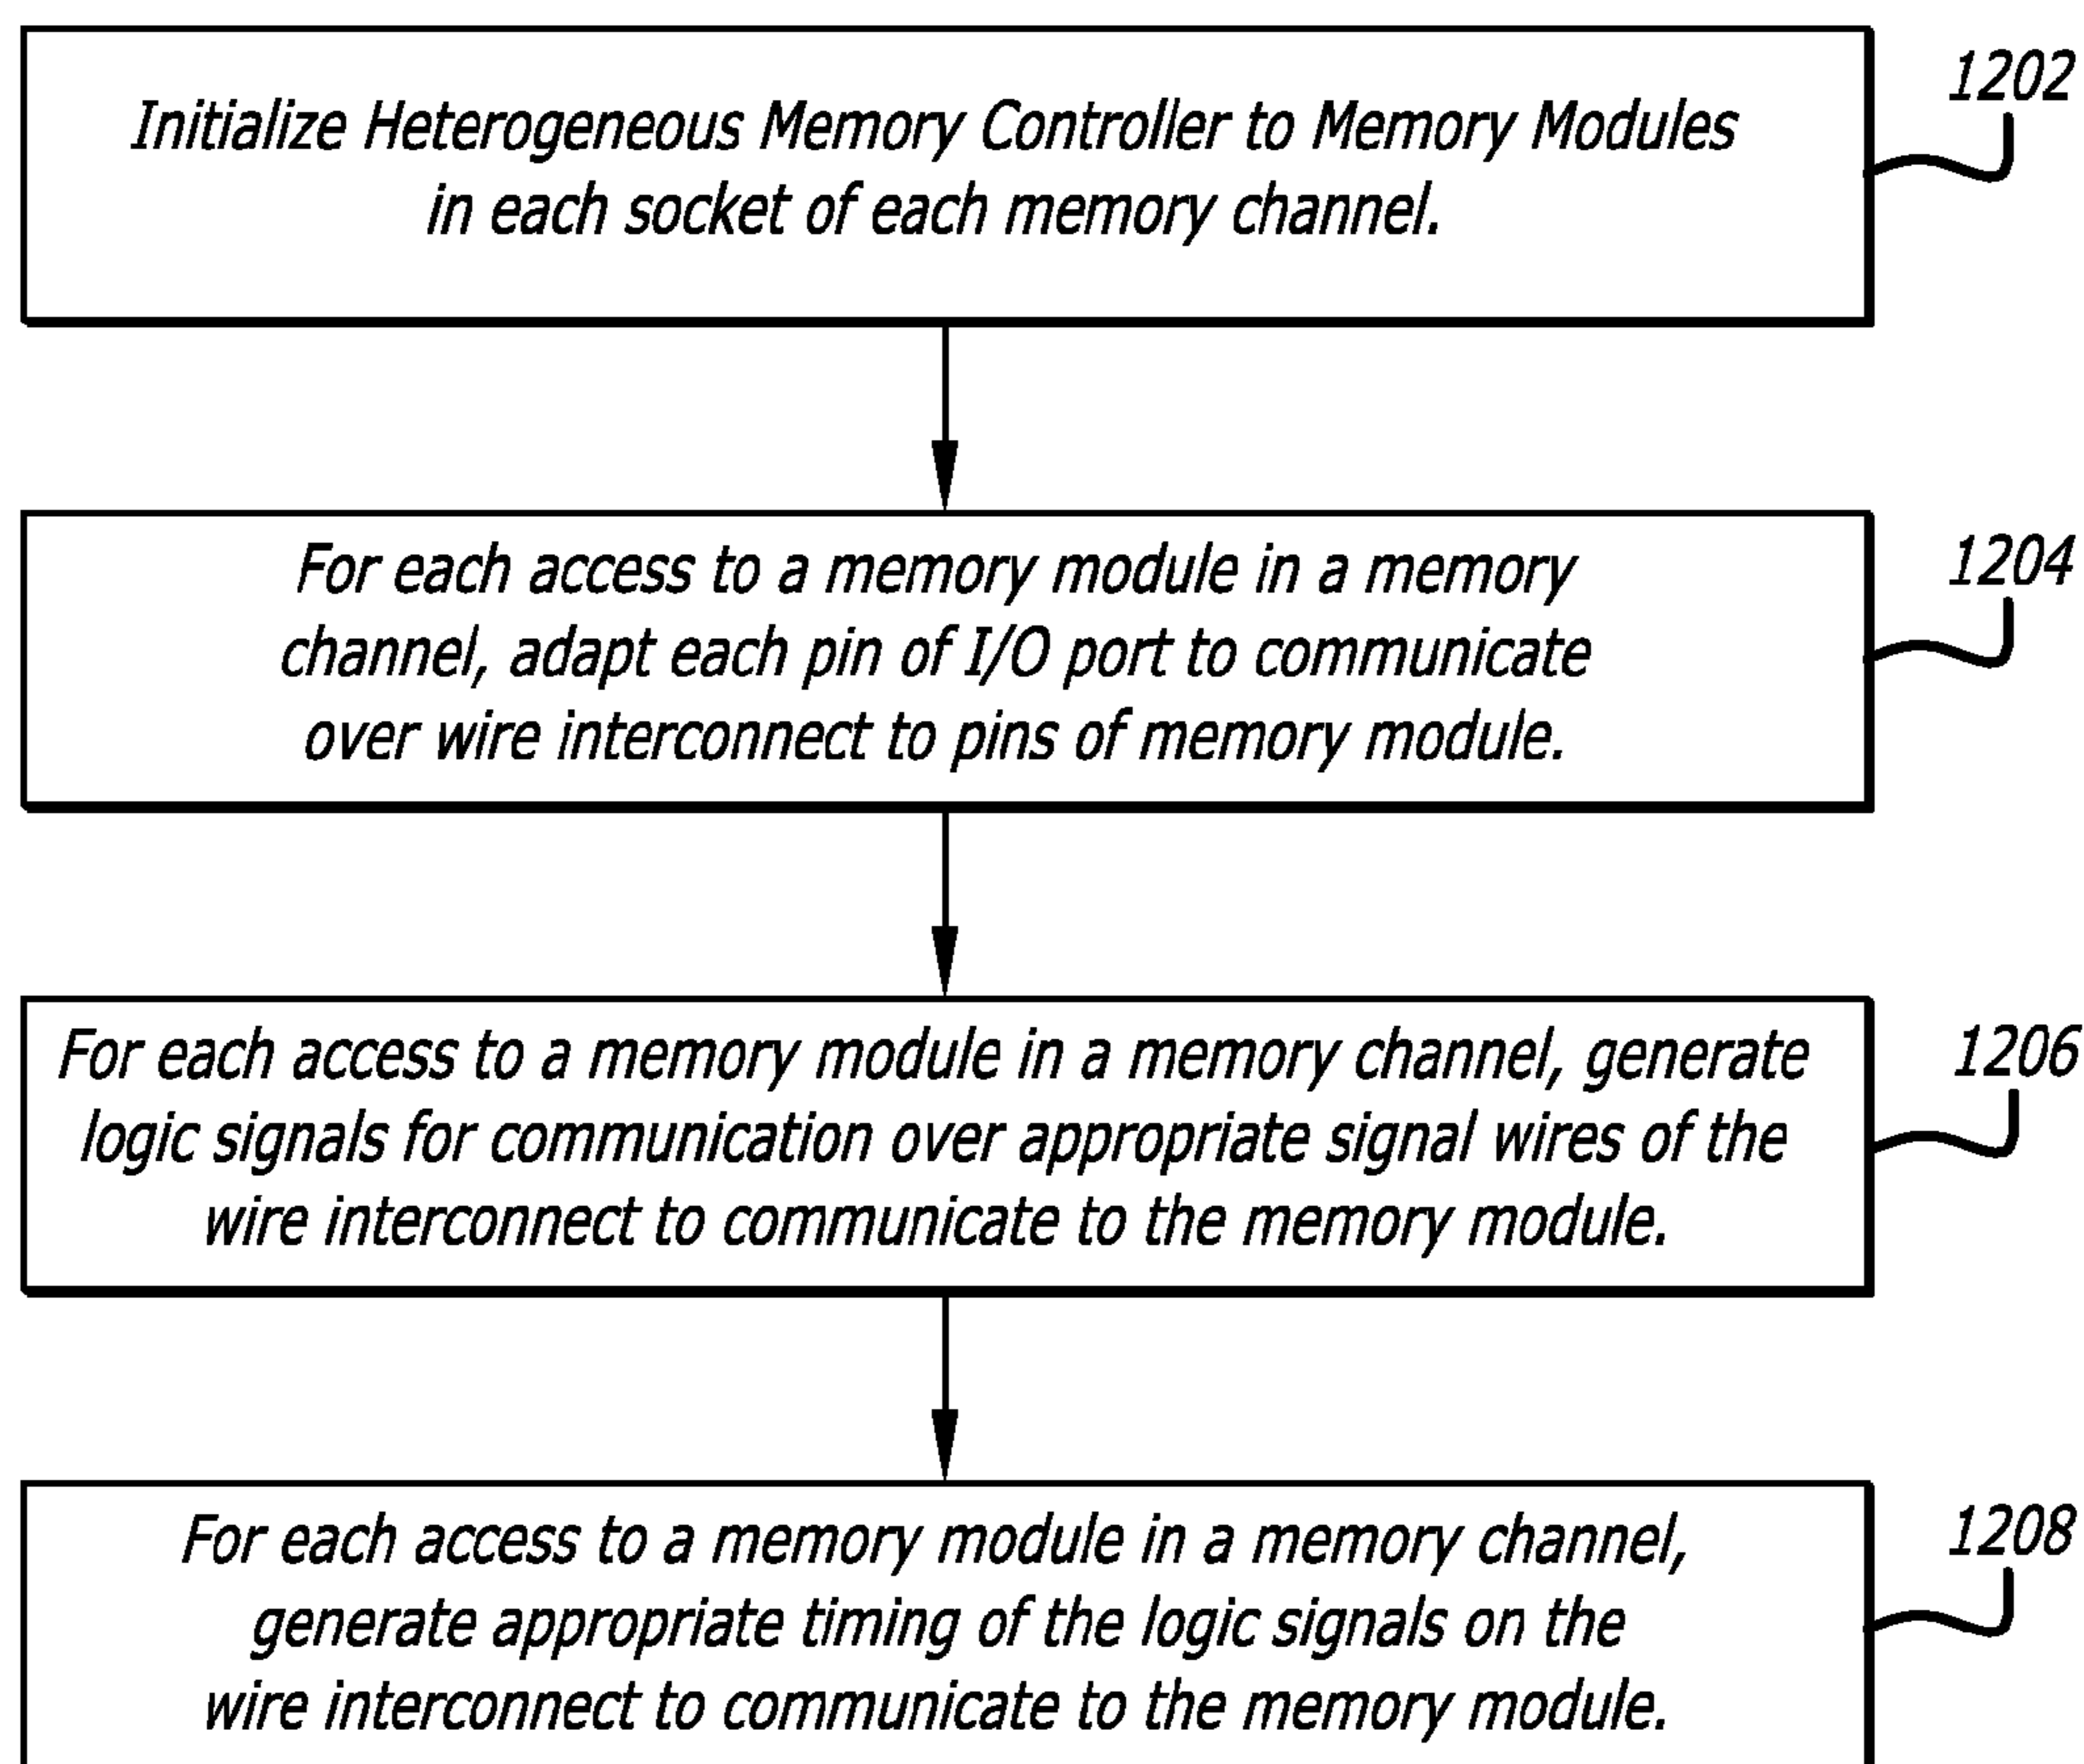 Initialize Heterogeneous Memory Controller to Memory Modules
in each socket of each memory channel.
1202
For each access to a memory module in a memory
channel, adapt each pin of I/O port to communicate
over wire interconnect to pins of memory module.
1204
For each access to a memory module in a memory channel, generate
logic signals for communication over appropriate signal wires of the
wire interconnect to communicate to the memory module.
1206
For each access to a memory module in a memory channel,
generate appropriate timing of the logic signals on the
wire interconnect to communicate to the memory module.
1208